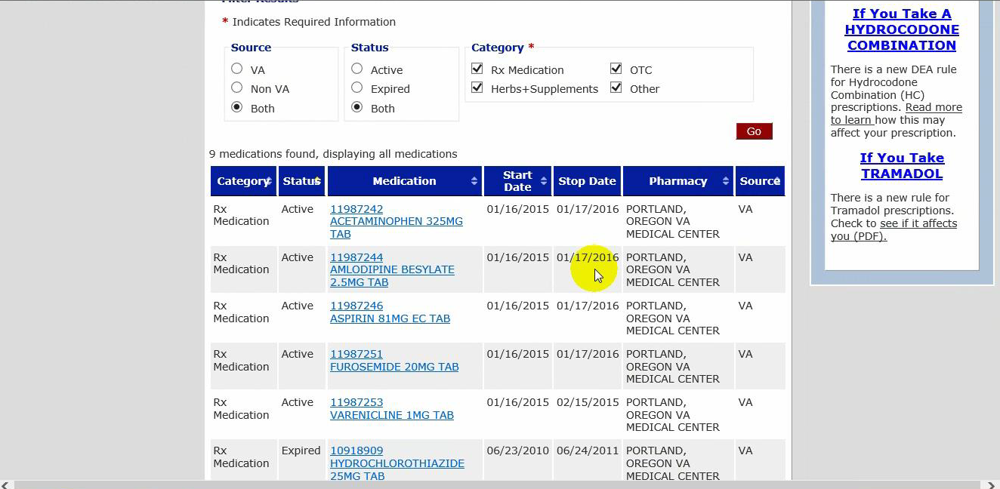 Filter Results
* Indicates Required Information
Source
VA
Non VA
Both
Status
Active
Expired
Both
Category *
Rx Medication
OTC
Herbs+Supplements
Other
Go
9 medications found, displaying all medications
Category Status Medication Start Date Stop Date Pharmacy Source
Rx Medication
Active
11987242
ACETAMINOPHEN 325MG
TAB
01/16/2015
01/17/2016
PORTLAND,
OREGON VA
MEDICAL CENTER
VA
Rx Medication
Active
11987244
AMLODIPINE BESYLATE
2.5MG TAB
01/16/2015
01/17/2016
PORTLAND,
OREGON VA
MEDICAL CENTER
VA
Rx Medication
Active
11987246
ASPIRIN 81MG EC TAB
01/16/2015
01/17/2016
PORTLAND,
OREGON VA
MEDICAL CENTER
VA
Rx Medication
Active
11987251
FUROSEMIDE 20MG TAB
01/16/2015
01/17/2016
PORTLAND,
OREGON VA
MEDICAL CENTER
VA
Rx Medication
Active
11987253
VARENICLINE 1MG TAB
01/16/2015
02/15/2015
PORTLAND,
OREGON VA
MEDICAL CENTER
VA
Rx Medication
Expired
10918909
HYDROCHLOROTHIAZIDE
25MG TAB
06/23/2010
06/24/2011
PORTLAND,
OREGON VA
MEDICAL CENTER
VA
If You Take A
HYDROCODONE
COMBINATION
There is a new DEA rule
for Hydrocodone
Combination (HC)
prescriptions. Read more
to learn how this may
affect your prescription.
If You Take
TRAMADOL
There is a new rule for
Tramadol prescriptions.
Check to see if it affects
you (PDF).